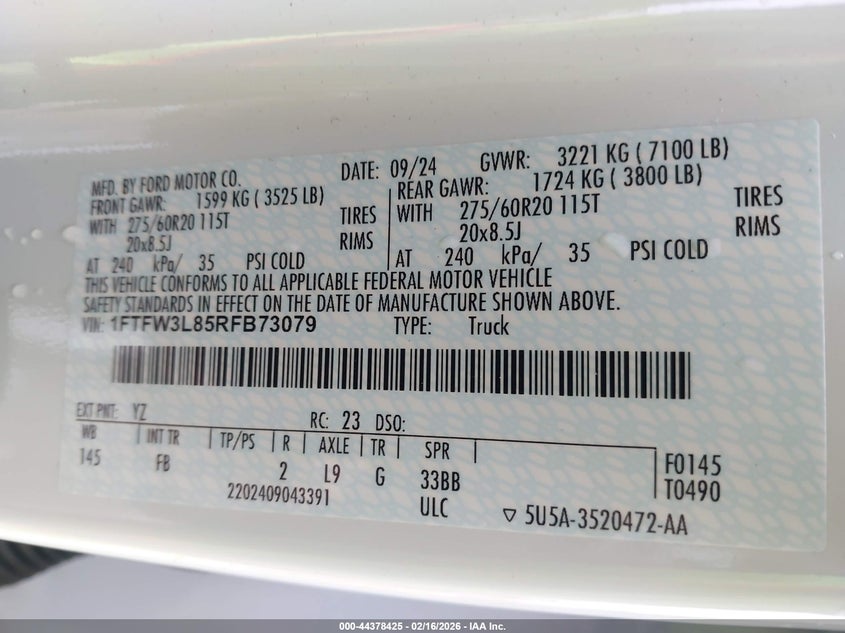 MFD. BY FORD MOTOR CO. DATE: 09/24 GVWR: 3221 KG ( 7100 LB)
FRONT GAWR: 1599 KG ( 3525 LB) REAR GAWR: 1724 KG ( 3800 LB)
WITH 275/60R20 115T TIRES WITH 275/60R20 115T TIRES
20x8.5J RIMS 20x8.5J RIMS
AT 240 kPa/ 35 PSI COLD AT 240 kPa/ 35 PSI COLD
THIS VEHICLE CONFORMS TO ALL APPLICABLE FEDERAL MOTOR VEHICLE
SAFETY STANDARDS IN EFFECT ON THE DATE OF MANUFACTURE SHOWN ABOVE.
VIN: 1FTFW3L85RFB73079 TYPE: Truck
EXT PNT: YZ RC: 23 DSO:
WB INT TR TP/PS R AXLE TR SPR
145 FB 2 L9 G 33BB F0145
2202409043391 ULC T0490
▽ 5U5A-3520472-AA
000-44378425 - 02/16/2026 - IAA Inc.